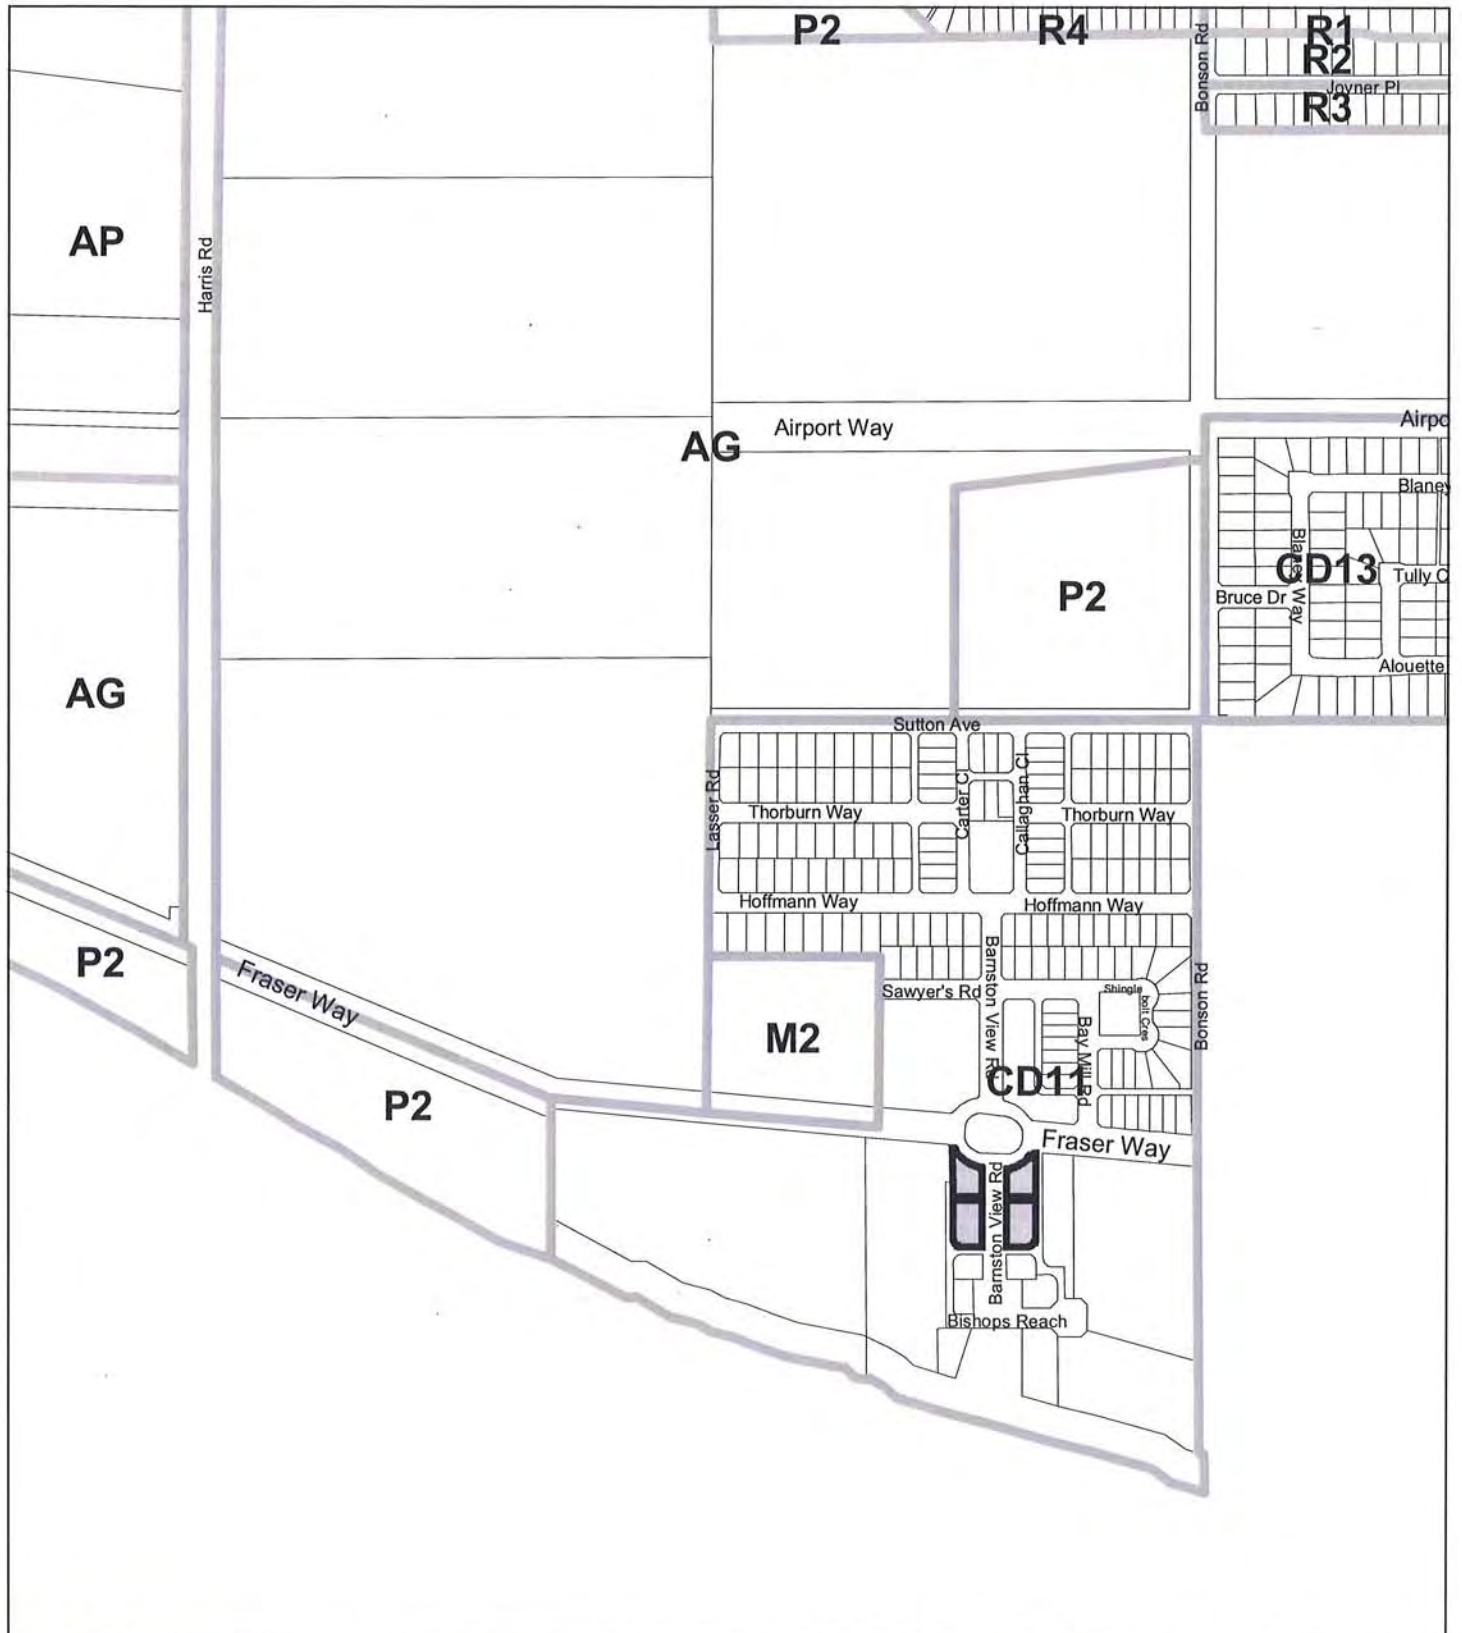 P2
R4
Bonson Rd
R1
R2
Joyner Pl
R3
AP
Harris Rd
Airport Way
AG
Airpo
Blaney
Blaney Way
CD13
Tully C
Bruce Dr
P2
Alouette
AG
Sutton Ave
Lasser Rd
Carter Cl
Callaghan Cl
Thorburn Way
Thorburn Way
Hoffmann Way
Hoffmann Way
P2
Fraser Way
Barnston View Rd
Bonson Rd
Sawyer's Rd
Shingle
bolt Cres
Bay Mill Rd
M2
CD11
P2
Fraser Way
Barnston View Rd
Bishops Reach